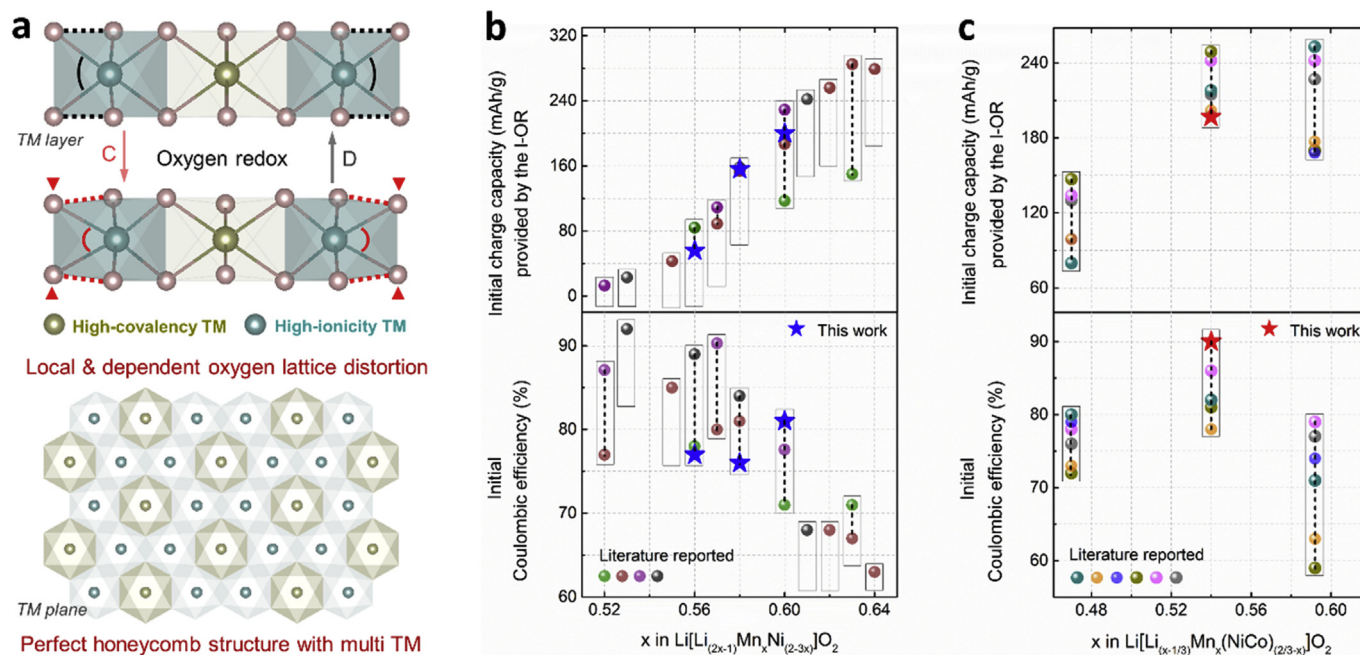 a
TM layer
C
Oxygen redox
D
High-covalency TM
High-ionicity TM
Local & dependent oxygen lattice distortion
TM plane
Perfect honeycomb structure with multi TM
b
Initial charge capacity (mAh/g)
provided by the I-OR
320
240
160
80
0
Initial
Coulombic efficiency (%)
90
80
70
60
This work
Literature reported
0.52
0.56
0.60
0.64
x in Li[Li(2x-1)MnxNi(2-3x)]O2
c
Initial charge capacity (mAh/g)
provided by the I-OR
240
180
120
60
Initial
Coulombic efficiency (%)
90
80
70
60
This work
Literature reported
0.48
0.52
0.56
0.60
x in Li[Li(x-1/3)Mnx(NiCo)(2/3-x)]O2